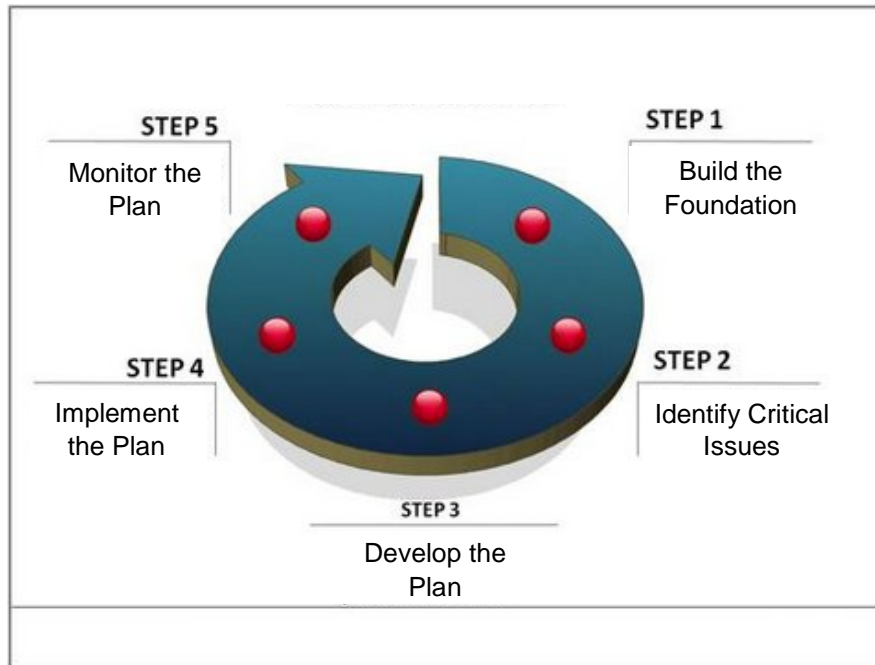 STEP 1
Build the
Foundation
STEP 2
Identify Critical
Issues
STEP 3
Develop the
Plan
STEP 4
Implement
the Plan
STEP 5
Monitor the
Plan